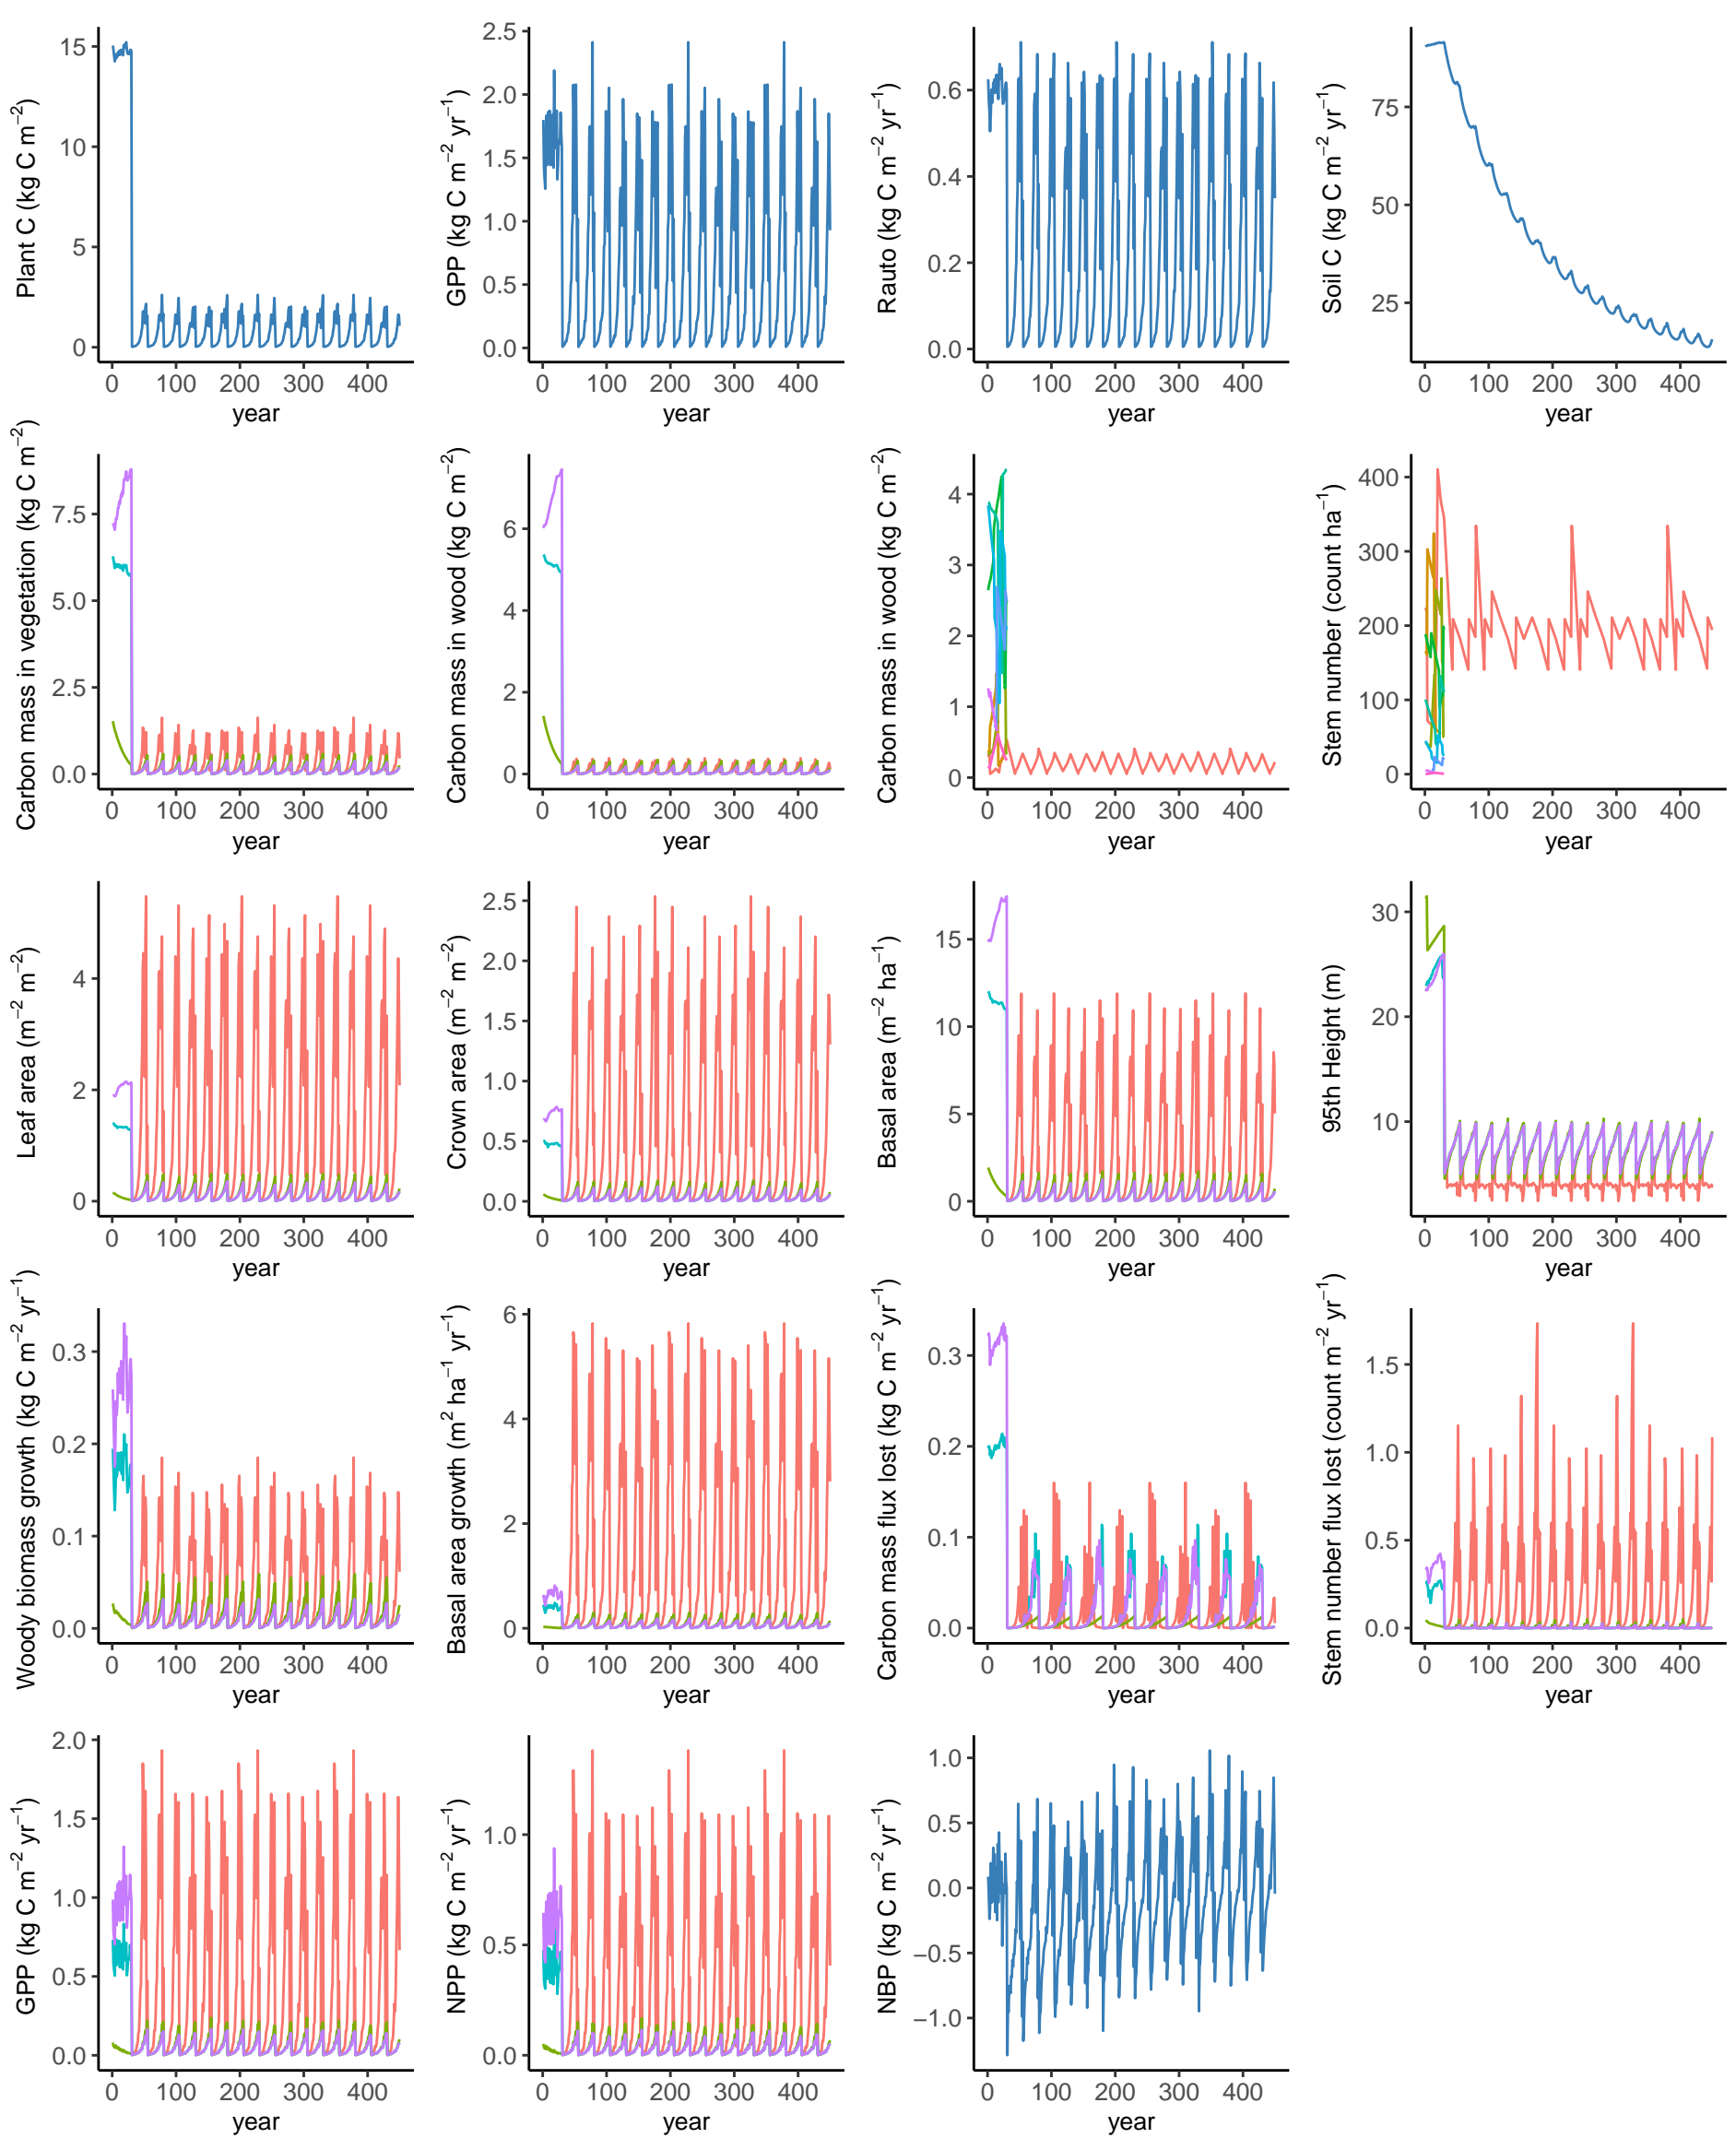 Plant C (kg C m⁻²)
15
10
5
0
0 100 200 300 400
year
GPP (kg C m⁻² yr⁻¹)
2.5
2.0
1.5
1.0
0.5
0.0
0 100 200 300 400
year
Rauto (kg C m⁻² yr⁻¹)
0.6
0.4
0.2
0.0
0 100 200 300 400
year
Soil C (kg C m⁻² yr⁻¹)
75
50
25
0 100 200 300 400
year
Carbon mass in vegetation (kg C m⁻²)
7.5
5.0
2.5
0.0
0 100 200 300 400
year
Carbon mass in wood (kg C m⁻²)
6
4
2
0
0 100 200 300 400
year
Carbon mass in wood (kg C m⁻²)
4
3
2
1
0
0 100 200 300 400
year
Stem number (count ha⁻¹)
400
300
200
100
0
0 100 200 300 400
year
Leaf area (m⁻² m⁻²)
4
2
0
0 100 200 300 400
year
Crown area (m⁻² m⁻²)
2.5
2.0
1.5
1.0
0.5
0.0
0 100 200 300 400
year
Basal area (m⁻² ha⁻¹)
15
10
5
0
0 100 200 300 400
year
95th Height (m)
30
20
10
0 100 200 300 400
year
Woody biomass growth (kg C m⁻² yr⁻¹)
0.3
0.2
0.1
0.0
0 100 200 300 400
year
Basal area growth (m² ha⁻¹ yr⁻¹)
6
4
2
0
0 100 200 300 400
year
Carbon mass flux lost (kg C m⁻² yr⁻¹)
0.3
0.2
0.1
0.0
0 100 200 300 400
year
Stem number flux lost (count m⁻² yr⁻¹)
1.5
1.0
0.5
0.0
0 100 200 300 400
year
GPP (kg C m⁻² yr⁻¹)
2.0
1.5
1.0
0.5
0.0
0 100 200 300 400
year
NPP (kg C m⁻² yr⁻¹)
1.0
0.5
0.0
0 100 200 300 400
year
NBP (kg C m⁻² yr⁻¹)
1.0
0.5
0.0
−0.5
−1.0
0 100 200 300 400
year